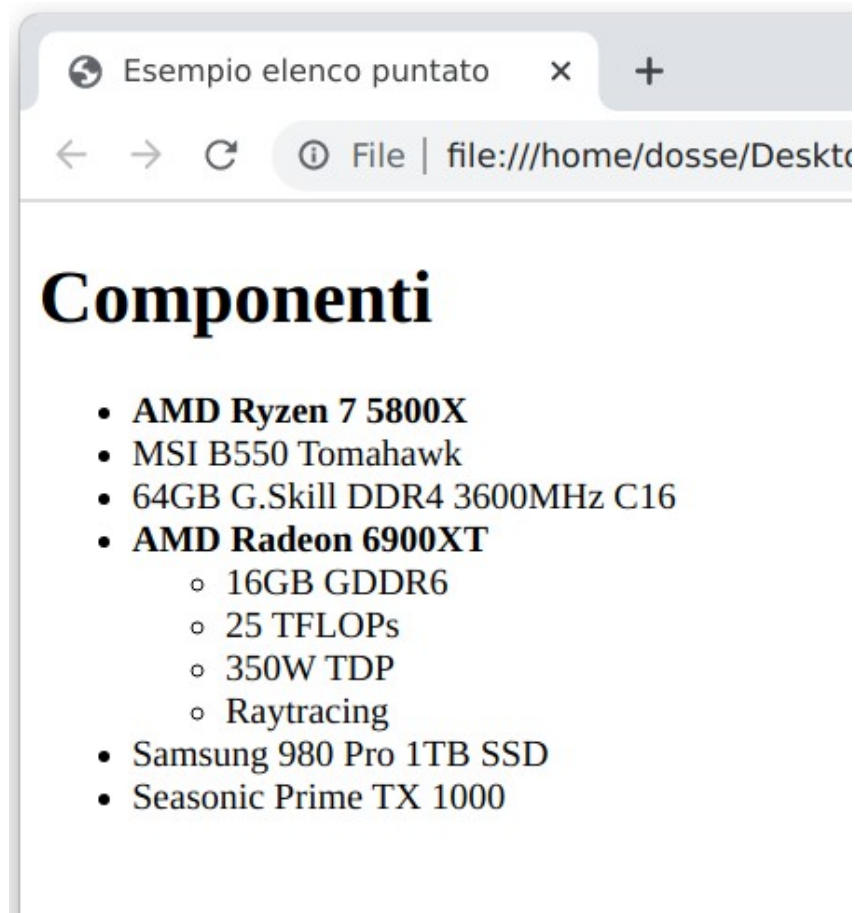 Esempio elenco puntato
File | file:///home/dosse/Deskto
Componenti
AMD Ryzen 7 5800X
MSI B550 Tomahawk
64GB G.Skill DDR4 3600MHz C16
AMD Radeon 6900XT
16GB GDDR6
25 TFLOPs
350W TDP
Raytracing
Samsung 980 Pro 1TB SSD
Seasonic Prime TX 1000